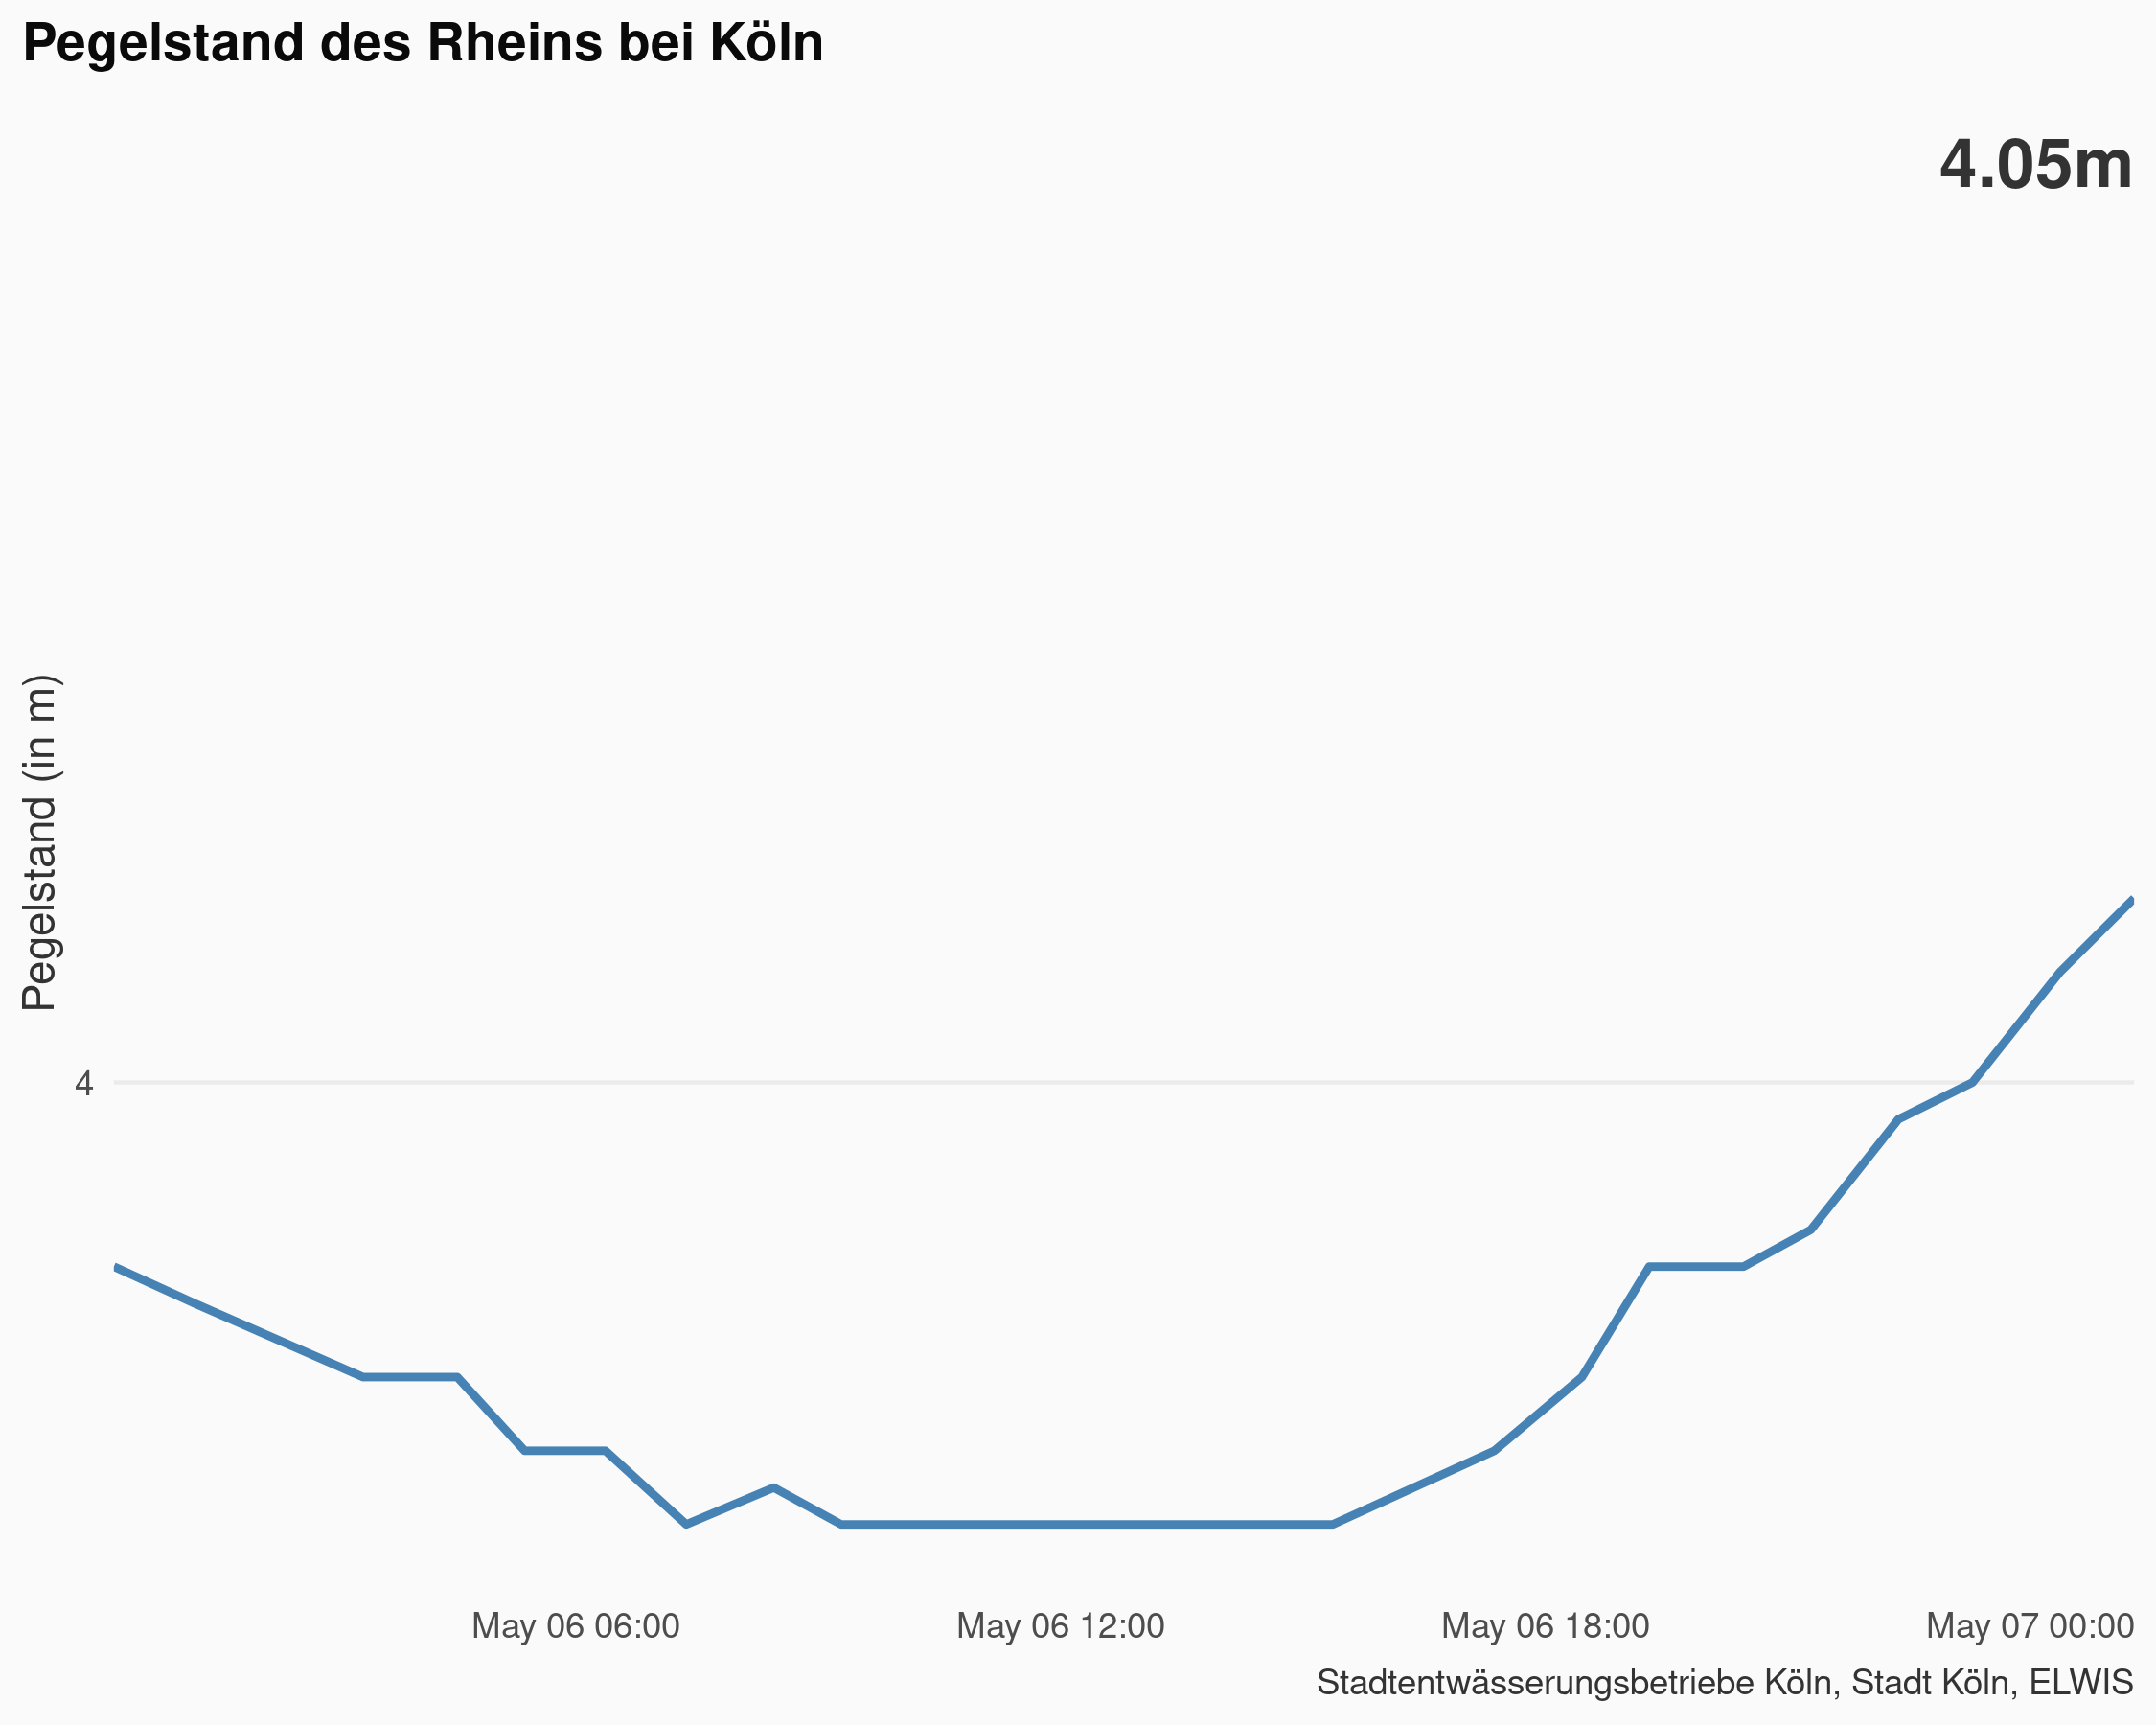 Pegelstand des Rheins bei Köln
4.05m
Pegelstand (in m)
4
May 06 06:00
May 06 12:00
May 06 18:00
May 07 00:00
Stadtentwässerungsbetriebe Köln, Stadt Köln, ELWIS